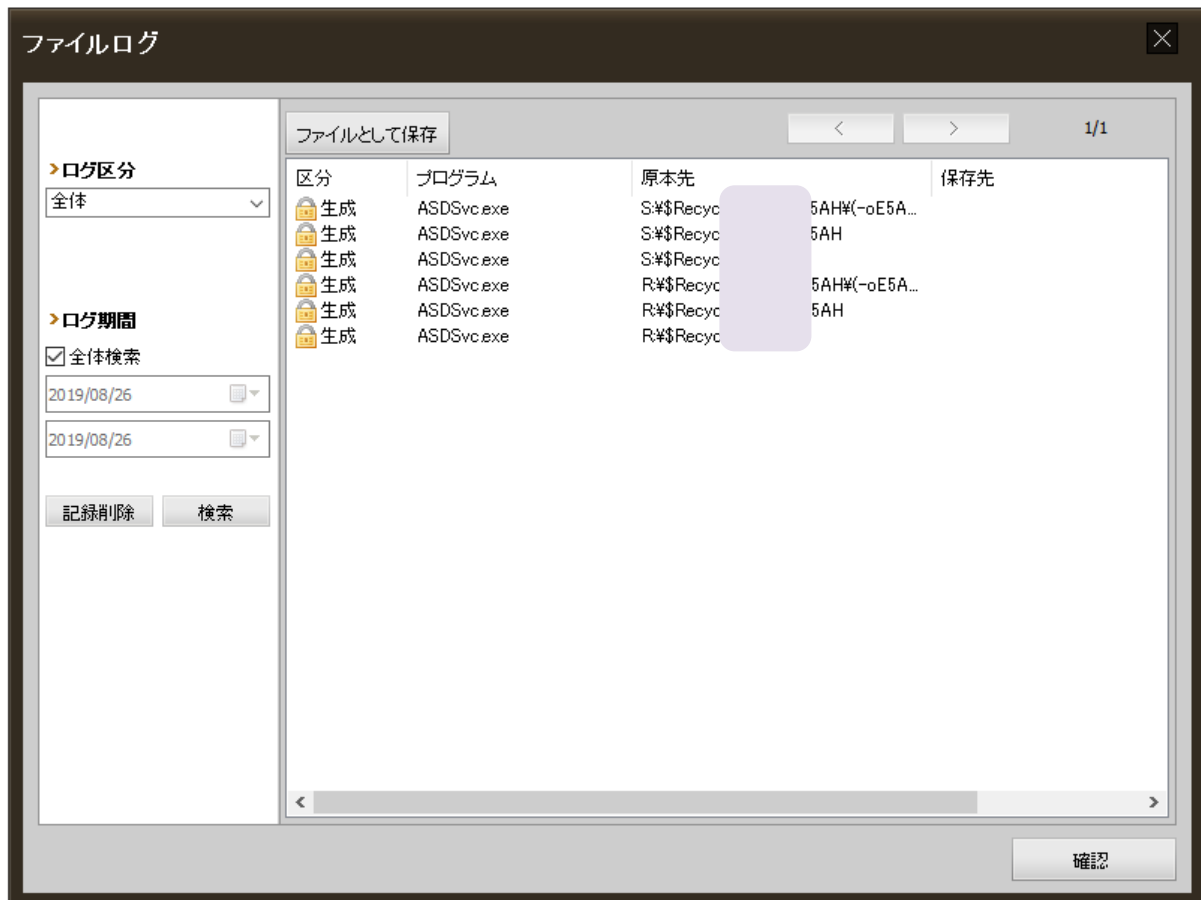 ファイルログ
›ログ区分
全体
›ログ期間
全体検索
2019/08/26
2019/08/26
記録削除 検索
ファイルとして保存 < > 1/1
区分 プログラム 原本先 保存先
生成 ASDSvc.exe S:¥$Recyc 5AH¥(-oE5A...
生成 ASDSvc.exe S:¥$Recyc 5AH
生成 ASDSvc.exe S:¥$Recyc
生成 ASDSvc.exe R:¥$Recyc 5AH¥(-oE5A...
生成 ASDSvc.exe R:¥$Recyc 5AH
生成 ASDSvc.exe R:¥$Recyc
確認